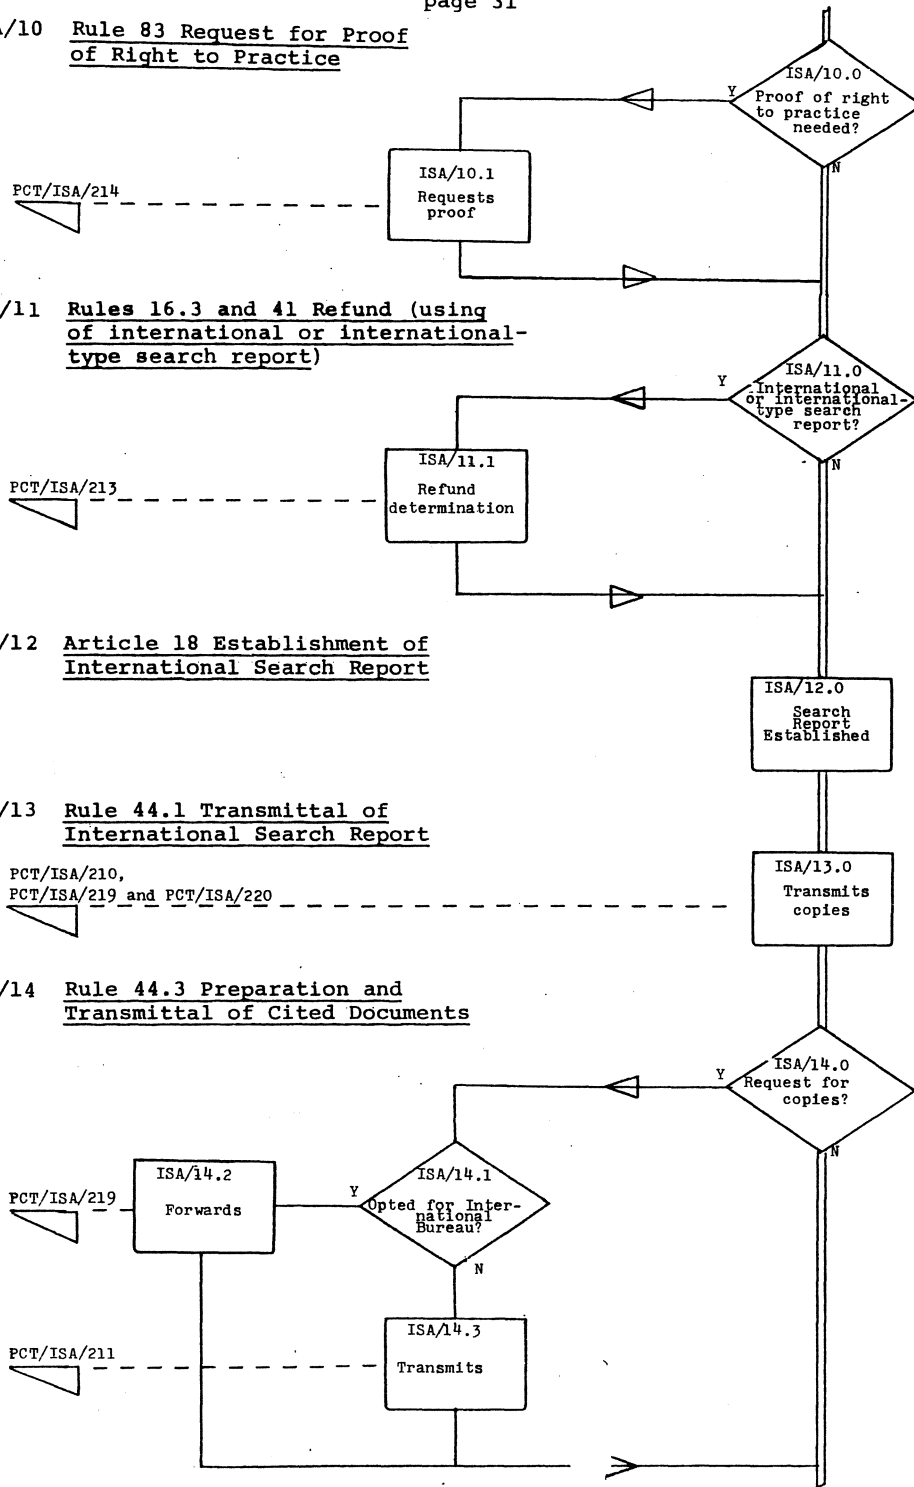 page 31
A/10 Rule 83 Request for Proof
of Right to Practice
ISA/10.0
Y
Proof of right
to practice
needed?
N
ISA/10.1
Requests
proof
PCT/ISA/214
/11 Rules 16.3 and 41 Refund (using
of international or international-
type search report)
ISA/11.0
Y
International
or international-
type search
report?
N
ISA/11.1
Refund
determination
PCT/ISA/213
/12 Article 18 Establishment of
International Search Report
ISA/12.0
Search
Report
Established
/13 Rule 44.1 Transmittal of
International Search Report
PCT/ISA/210,
PCT/ISA/219 and PCT/ISA/220
ISA/13.0
Transmits
copies
/14 Rule 44.3 Preparation and
Transmittal of Cited Documents
ISA/14.0
Y
Request for
copies?
N
ISA/14.1
Y
Opted for Inter-
national
Bureau?
N
ISA/14.2
Forwards
PCT/ISA/219
ISA/14.3
Transmits
PCT/ISA/211